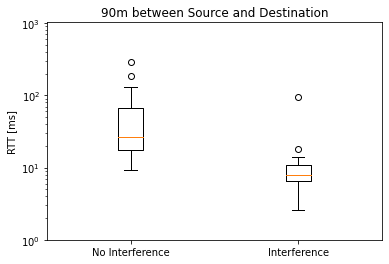 90m between Source and Destination
10³
10²
10¹
10⁰
RTT [ms]
No Interference
Interference